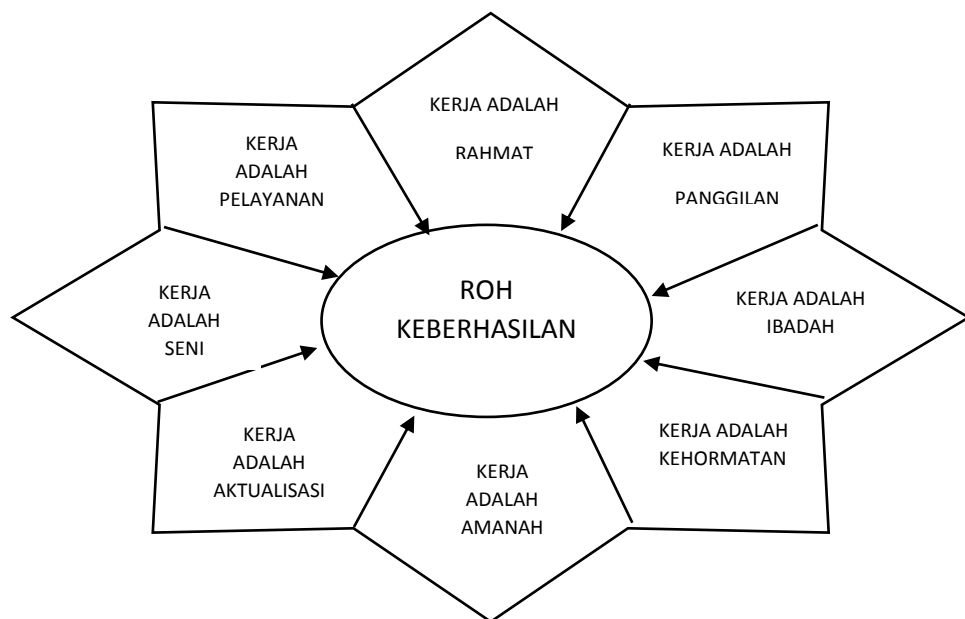 KERJA ADALAH
RAHMAT
KERJA ADALAH
PANGGILAN
KERJA ADALAH
IBADAH
KERJA ADALAH
KEHORMATAN
KERJA
ADALAH
AMANAH
KERJA
ADALAH
AKTUALISASI
KERJA
ADALAH
SENI
KERJA
ADALAH
PELAYANAN
ROH
KEBERHASILAN